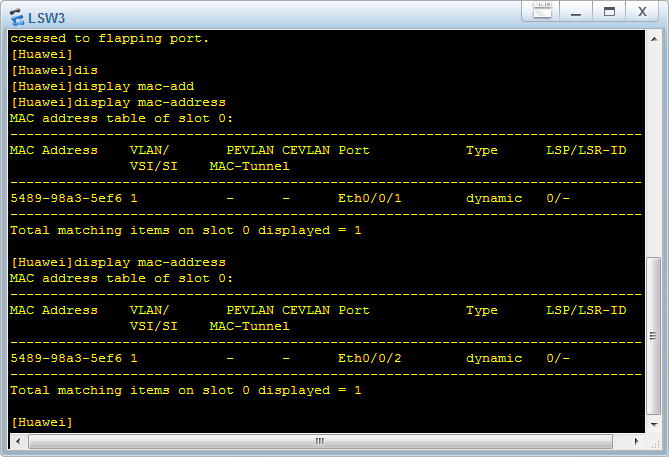 LSW3
ccessed to flapping port.
[Huawei]
[Huawei]dis
[Huawei]display mac-add
[Huawei]display mac-address
MAC address table of slot 0:
-------------------------------------------------------------------------------
MAC Address    VLAN/       PEVLAN CEVLAN Port            Type      LSP/LSR-ID
               VSI/SI    MAC-Tunnel
-------------------------------------------------------------------------------
5489-98a3-5ef6 1           -      -      Eth0/0/1        dynamic   0/-
-------------------------------------------------------------------------------
Total matching items on slot 0 displayed = 1
[Huawei]display mac-address
MAC address table of slot 0:
-------------------------------------------------------------------------------
MAC Address    VLAN/       PEVLAN CEVLAN Port            Type      LSP/LSR-ID
               VSI/SI    MAC-Tunnel
-------------------------------------------------------------------------------
5489-98a3-5ef6 1           -      -      Eth0/0/2        dynamic   0/-
-------------------------------------------------------------------------------
Total matching items on slot 0 displayed = 1
[Huawei]